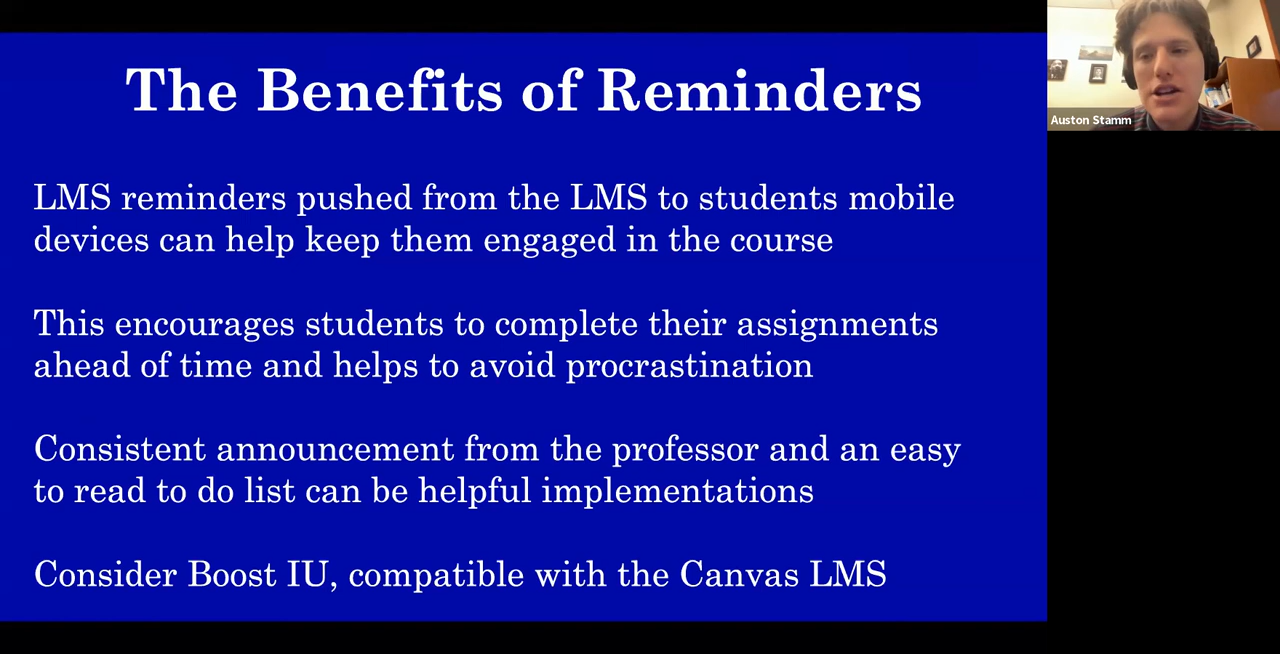 The Benefits of Reminders
LMS reminders pushed from the LMS to students mobile
devices can help keep them engaged in the course
This encourages students to complete their assignments
ahead of time and helps to avoid procrastination
Consistent announcement from the professor and an easy
to read to do list can be helpful implementations
Consider Boost IU, compatible with the Canvas LMS
Auston Stamm